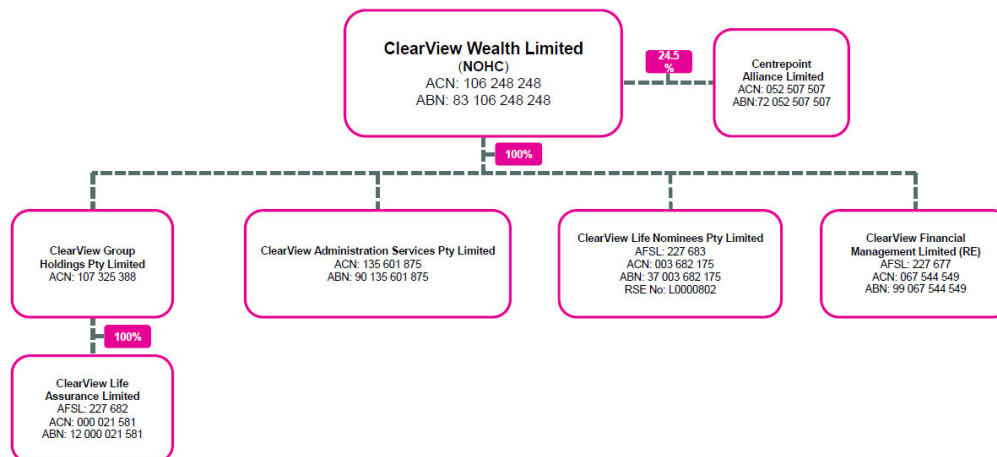 ClearView Wealth Limited
(NOHC)
ACN: 106 248 248
ABN: 83 106 248 248
24.5
%
Centrepoint
Alliance Limited
ACN: 052 507 507
ABN:72 052 507 507
100%
ClearView Group
Holdings Pty Limited
ACN: 107 325 388
ClearView Administration Services Pty Limited
ACN: 135 601 875
ABN: 90 135 601 875
ClearView Life Nominees Pty Limited
AFSL: 227 683
ACN: 003 682 175
ABN: 37 003 682 175
RSE No: L0000802
ClearView Financial
Management Limited (RE)
AFSL: 227 677
ACN: 067 544 549
ABN: 99 067 544 549
100%
ClearView Life
Assurance Limited
AFSL: 227 682
ACN: 000 021 581
ABN: 12 000 021 581